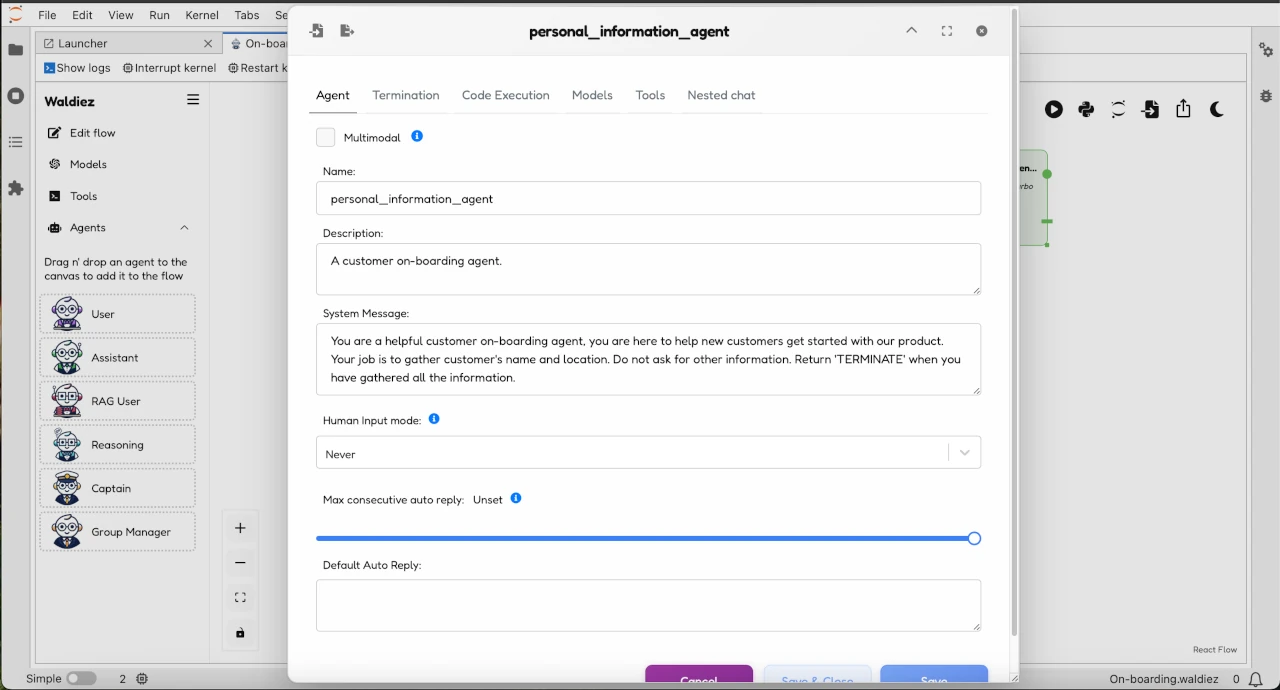 File Edit View Run Kernel Tabs Se
personal_information_agent
Launcher
On-boa
Show logs Interrupt kernel Restart k
Waldiez
Edit flow
Models
Tools
Agents
Drag n' drop an agent to the
canvas to add it to the flow
User
Assistant
RAG User
Reasoning
Captain
Group Manager
Agent Termination Code Execution Models Tools Nested chat
Multimodal
Name:
personal_information_agent
Description:
A customer on-boarding agent.
System Message:
You are a helpful customer on-boarding agent, you are here to help new customers get started with our product.
Your job is to gather customer's name and location. Do not ask for other information. Return 'TERMINATE' when you
have gathered all the information.
Human Input mode:
Never
Max consecutive auto reply: Unset
Default Auto Reply:
Cancel Save & Close Save
en...
rbo
React Flow
Simple 2
On-boarding.waldiez 0